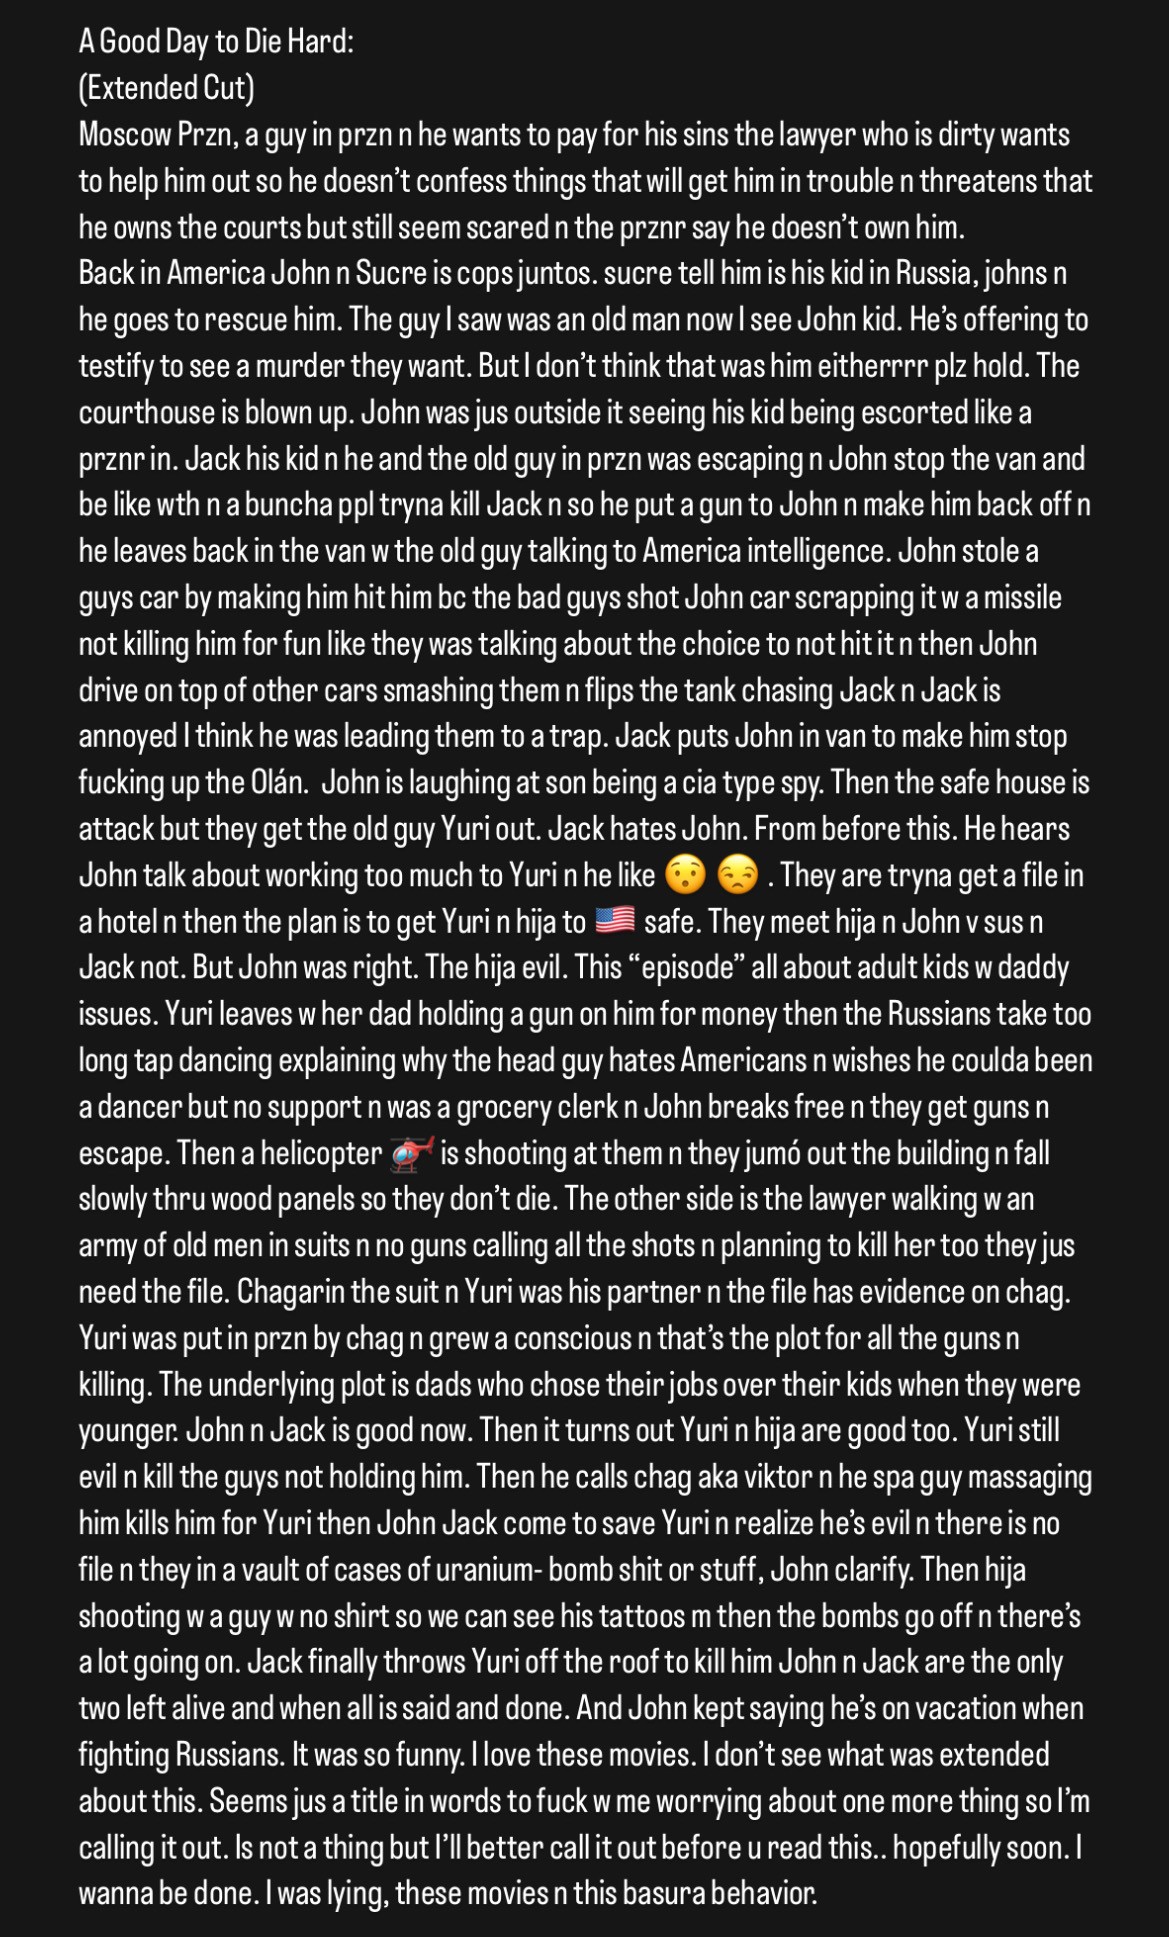 A Good Day to Die Hard:
(Extended Cut)
Moscow Przn, a guy in przn n he wants to pay for his sins the lawyer who is dirty wants
to help him out so he doesn’t confess things that will get him in trouble n threatens that
he owns the courts but still seem scared n the prznr say he doesn’t own him.
Back in America John n Sucre is cops juntos. sucre tell him is his kid in Russia, johns n
he goes to rescue him. The guy I saw was an old man now I see John kid. He’s offering to
testify to see a murder they want. But I don’t think that was him eitherrrr plz hold. The
courthouse is blown up. John was jus outside it seeing his kid being escorted like a
prznr in. Jack his kid n he and the old guy in przn was escaping n John stop the van and
be like wth n a buncha ppl tryna kill Jack n so he put a gun to John n make him back off n
he leaves back in the van w the old guy talking to America intelligence. John stole a
guys car by making him hit him bc the bad guys shot John car scrapping it w a missile
not killing him for fun like they was talking about the choice to not hit it n then John
drive on top of other cars smashing them n flips the tank chasing Jack n Jack is
annoyed I think he was leading them to a trap. Jack puts John in van to make him stop
fucking up the Olán.  John is laughing at son being a cia type spy. Then the safe house is
attack but they get the old guy Yuri out. Jack hates John. From before this. He hears
John talk about working too much to Yuri n he like 😯 😒 . They are tryna get a file in
a hotel n then the plan is to get Yuri n hija to 🇺🇸 safe. They meet hija n John v sus n
Jack not. But John was right. The hija evil. This “episode” all about adult kids w daddy
issues. Yuri leaves w her dad holding a gun on him for money then the Russians take too
long tap dancing explaining why the head guy hates Americans n wishes he coulda been
a dancer but no support n was a grocery clerk n John breaks free n they get guns n
escape. Then a helicopter 🚁 is shooting at them n they jumó out the building n fall
slowly thru wood panels so they don’t die. The other side is the lawyer walking w an
army of old men in suits n no guns calling all the shots n planning to kill her too they jus
need the file. Chagarin the suit n Yuri was his partner n the file has evidence on chag.
Yuri was put in przn by chag n grew a conscious n that’s the plot for all the guns n
killing. The underlying plot is dads who chose their jobs over their kids when they were
younger. John n Jack is good now. Then it turns out Yuri n hija are good too. Yuri still
evil n kill the guys not holding him. Then he calls chag aka viktor n he spa guy massaging
him kills him for Yuri then John Jack come to save Yuri n realize he’s evil n there is no
file n they in a vault of cases of uranium- bomb shit or stuff, John clarify. Then hija
shooting w a guy w no shirt so we can see his tattoos m then the bombs go off n there’s
a lot going on. Jack finally throws Yuri off the roof to kill him John n Jack are the only
two left alive and when all is said and done. And John kept saying he’s on vacation when
fighting Russians. It was so funny. I love these movies. I don’t see what was extended
about this. Seems jus a title in words to fuck w me worrying about one more thing so I’m
calling it out. Is not a thing but I’ll better call it out before u read this.. hopefully soon. I
wanna be done. I was lying, these movies n this basura behavior.